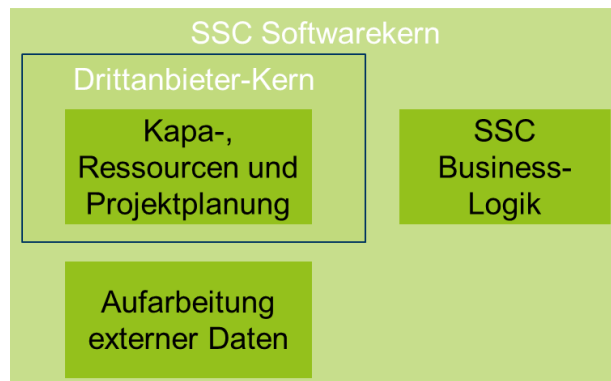 SSC Softwarekern
Drittanbieter-Kern
Kapa-,
Ressourcen und
Projektplanung
SSC
Business-
Logik
Aufarbeitung
externer Daten